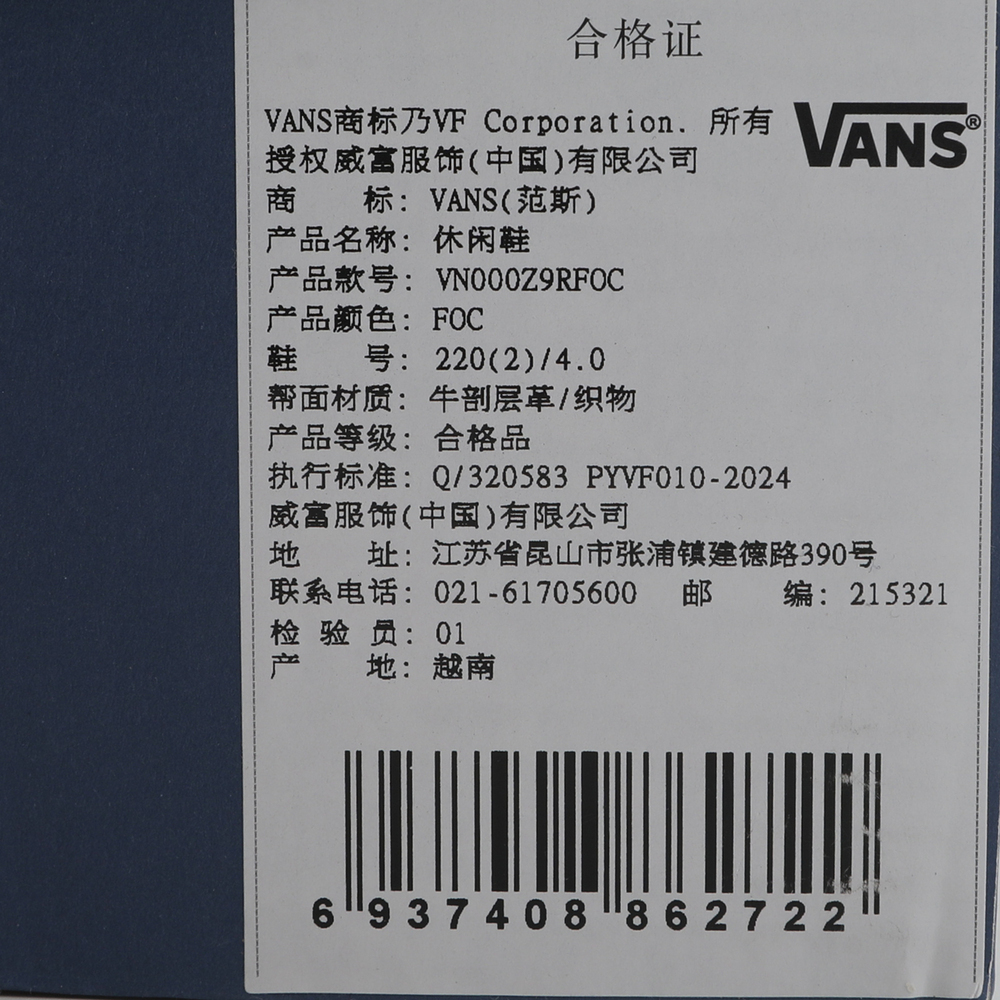 合格证
VANS商标乃VF Corporation. 所有
VANS®
授权威富服饰(中国)有限公司
商 标: VANS(范斯)
产品名称: 休闲鞋
产品款号: VN000Z9RFOC
产品颜色: FOC
鞋 号: 220(2)/4.0
帮面材质: 牛剖层革/织物
产品等级: 合格品
执行标准: Q/320583 PYVF010-2024
威富服饰(中国)有限公司
地 址: 江苏省昆山市张浦镇建德路390号
联系电话: 021-61705600 邮 编: 215321
检 验 员: 01
产 地: 越南
6 937408 862722